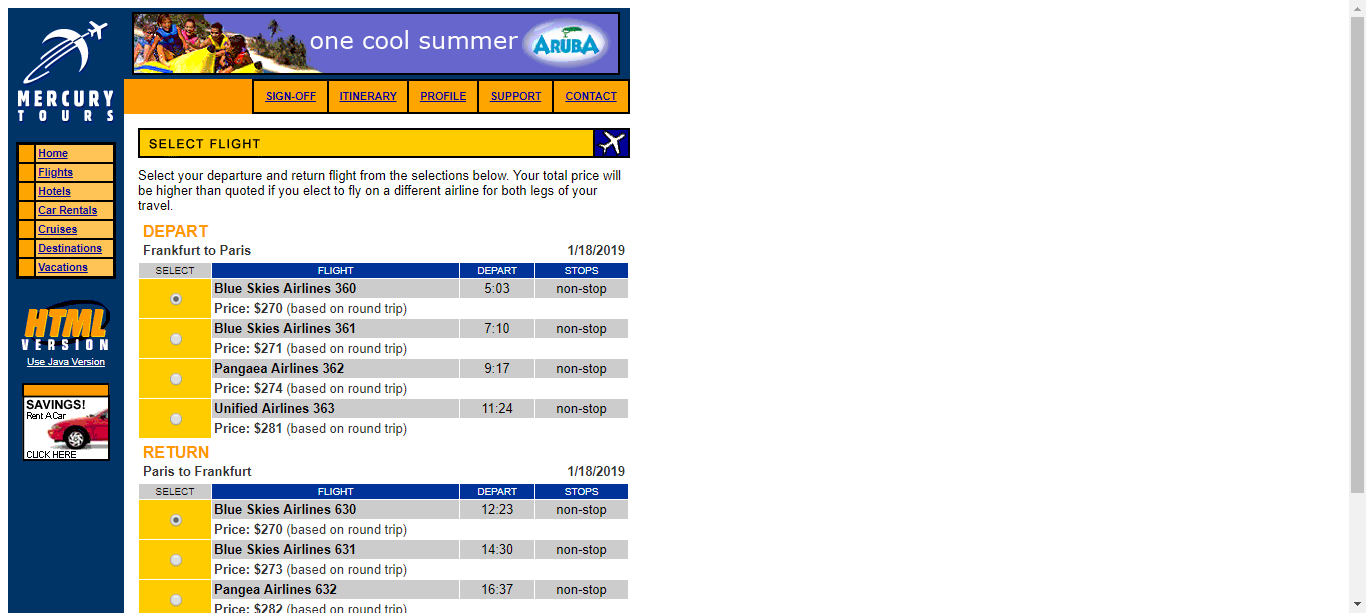 MERCURY
TOURS
one cool summer
ARUBA
SIGN-OFF ITINERARY PROFILE SUPPORT CONTACT
Home
Flights
Hotels
Car Rentals
Cruises
Destinations
Vacations
HTML
VERSION
Use Java Version
SAVINGS!
Rent A Car
CLICK HERE
SELECT FLIGHT
Select your departure and return flight from the selections below. Your total price will
be higher than quoted if you elect to fly on a different airline for both legs of your
travel.
DEPART
Frankfurt to Paris 1/18/2019
SELECT FLIGHT DEPART STOPS
Blue Skies Airlines 360 5:03 non-stop
Price: $270 (based on round trip)
Blue Skies Airlines 361 7:10 non-stop
Price: $271 (based on round trip)
Pangaea Airlines 362 9:17 non-stop
Price: $274 (based on round trip)
Unified Airlines 363 11:24 non-stop
Price: $281 (based on round trip)
RETURN
Paris to Frankfurt 1/18/2019
SELECT FLIGHT DEPART STOPS
Blue Skies Airlines 630 12:23 non-stop
Price: $270 (based on round trip)
Blue Skies Airlines 631 14:30 non-stop
Price: $273 (based on round trip)
Pangea Airlines 632 16:37 non-stop
Price: $282 (based on round trip)